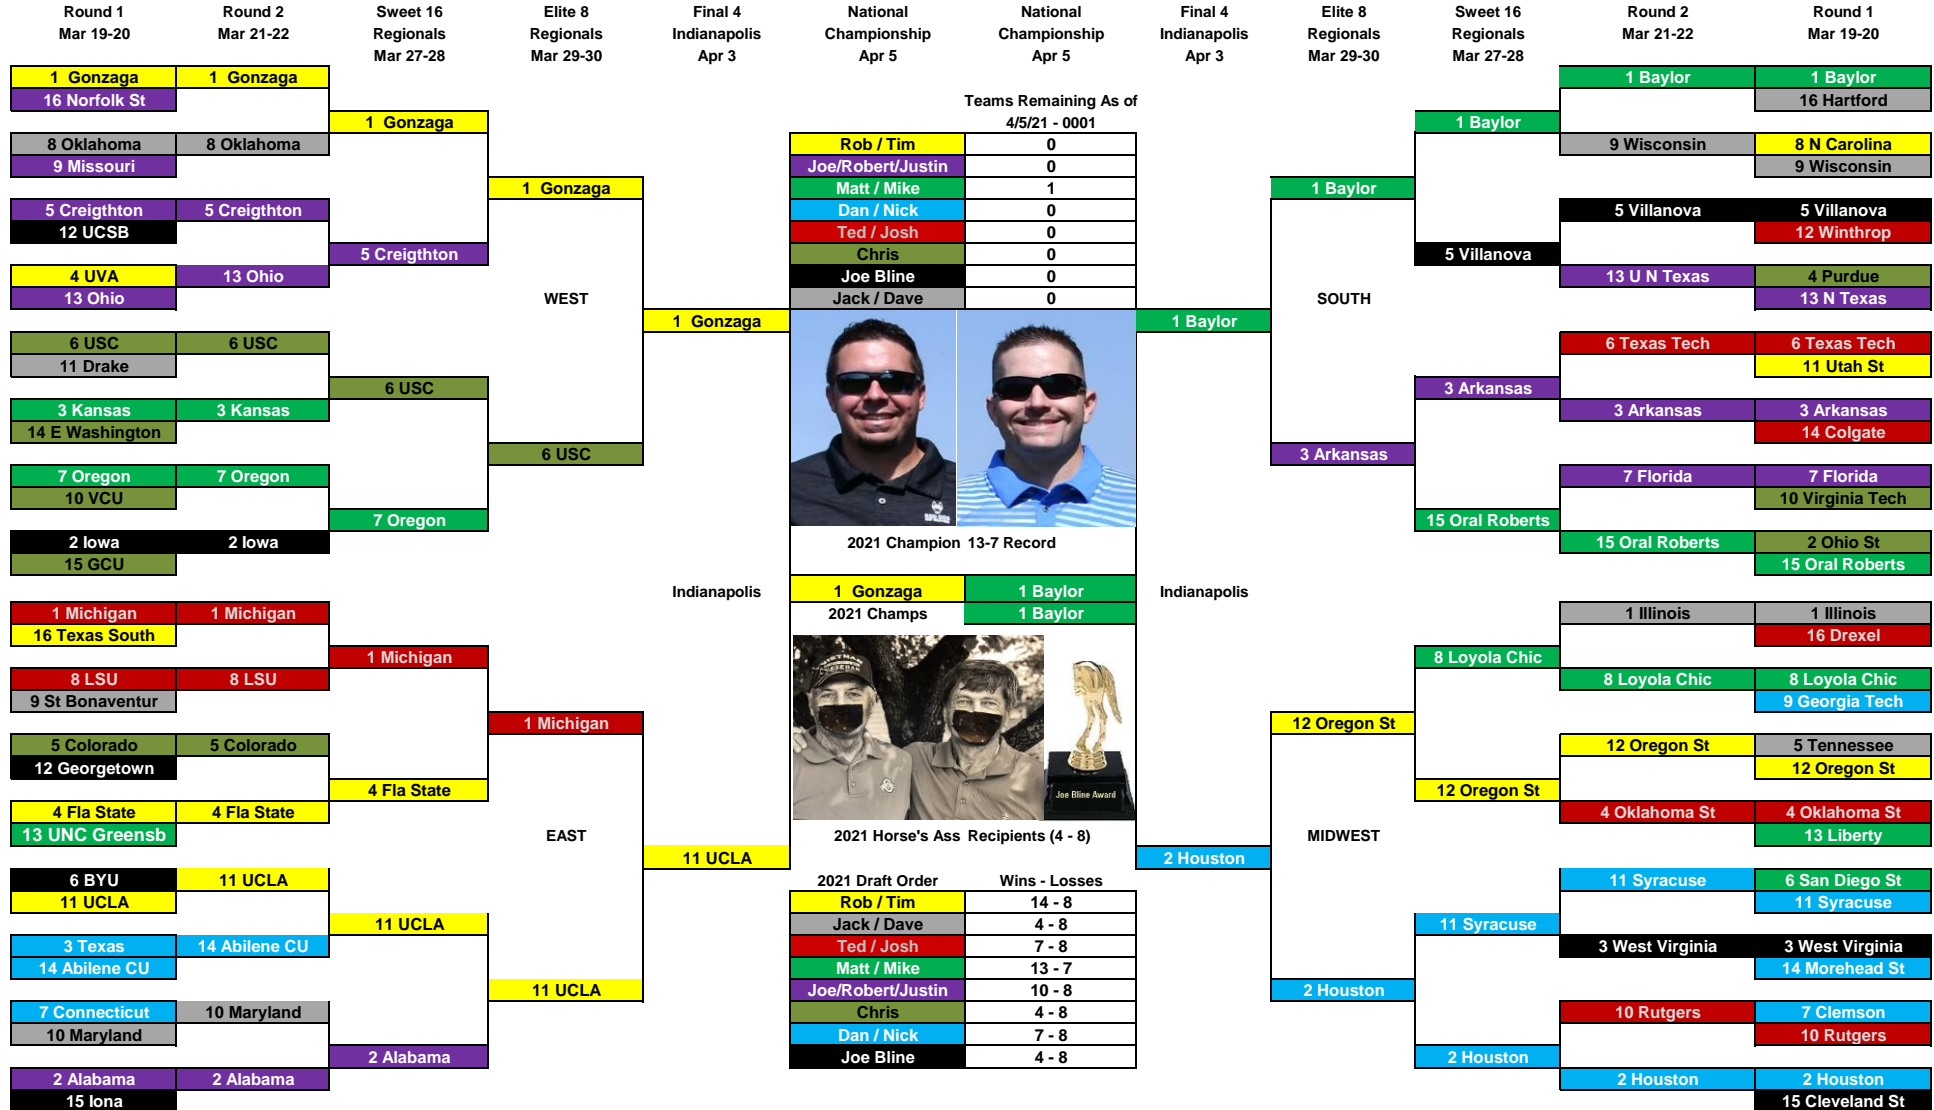 Round 1 Round 2 Sweet 16 Elite 8 Final 4 National National Final 4 Elite 8 Sweet 16 Round 2 Round 1
Mar 19-20 Mar 21-22 Regionals Regionals Indianapolis Championship Championship Indianapolis Regionals Regionals Mar 21-22 Mar 19-20
Mar 27-28 Mar 29-30 Apr 3 Apr 5 Apr 5 Apr 3 Mar 29-30 Mar 27-28
1 Gonzaga 1 Gonzaga 1 Baylor 1 Baylor
16 Norfolk St Teams Remaining As of 16 Hartford
1 Gonzaga 4/5/21 - 0001 1 Baylor
8 Oklahoma 8 Oklahoma Rob / Tim 0 9 Wisconsin 8 N Carolina
9 Missouri Joe/Robert/Justin 0 9 Wisconsin
1 Gonzaga Matt / Mike 1 1 Baylor
5 Creigthton 5 Creigthton Dan / Nick 0 5 Villanova 5 Villanova
12 UCSB Ted / Josh 0 12 Winthrop
5 Creigthton Chris 0 5 Villanova
4 UVA 13 Ohio Joe Bline 0 13 U N Texas 4 Purdue
13 Ohio WEST Jack / Dave 0 SOUTH 13 N Texas
1 Gonzaga 1 Baylor
6 USC 6 USC 6 Texas Tech 6 Texas Tech
11 Drake 11 Utah St
6 USC 3 Arkansas
3 Kansas 3 Kansas 3 Arkansas 3 Arkansas
14 E Washington 14 Colgate
6 USC 3 Arkansas
7 Oregon 7 Oregon 7 Florida 7 Florida
10 VCU 10 Virginia Tech
7 Oregon 15 Oral Roberts
2 Iowa 2 Iowa 2021 Champion 13-7 Record 15 Oral Roberts 2 Ohio St
15 GCU 15 Oral Roberts
Indianapolis 1 Gonzaga 1 Baylor Indianapolis
1 Michigan 1 Michigan 2021 Champs 1 Baylor 1 Illinois 1 Illinois
16 Texas South 16 Drexel
1 Michigan 8 Loyola Chic
8 LSU 8 LSU 8 Loyola Chic 8 Loyola Chic
9 St Bonaventur 9 Georgia Tech
1 Michigan 12 Oregon St
5 Colorado 5 Colorado 12 Oregon St 5 Tennessee
12 Georgetown 12 Oregon St
4 Fla State Joe Bline Award 12 Oregon St
4 Fla State 4 Fla State 4 Oklahoma St 4 Oklahoma St
13 UNC Greensb EAST 2021 Horse's Ass Recipients (4 - 8) MIDWEST 13 Liberty
11 UCLA 2 Houston
6 BYU 11 UCLA 2021 Draft Order Wins - Losses 11 Syracuse 6 San Diego St
11 UCLA Rob / Tim 14 - 8 11 Syracuse
11 UCLA Jack / Dave 4 - 8 11 Syracuse
3 Texas 14 Abilene CU Ted / Josh 7 - 8 3 West Virginia 3 West Virginia
14 Abilene CU Matt / Mike 13 - 7 14 Morehead St
11 UCLA Joe/Robert/Justin 10 - 8 2 Houston
7 Connecticut 10 Maryland Chris 4 - 8 10 Rutgers 7 Clemson
10 Maryland Dan / Nick 7 - 8 10 Rutgers
2 Alabama Joe Bline 4 - 8 2 Houston
2 Alabama 2 Alabama 2 Houston 2 Houston
15 Iona 15 Cleveland St